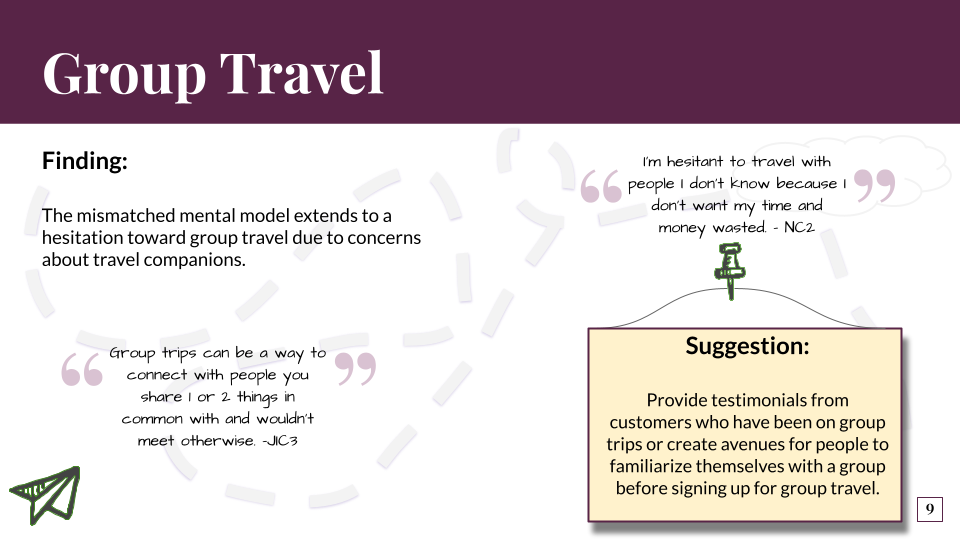 Group Travel
Finding:
The mismatched mental model extends to a
hesitation toward group travel due to concerns
about travel companions.
“ Group trips can be a way to ”
connect with people you
share 1 or 2 things in
common with and wouldn't
meet otherwise. -JIC3
“ I'm hesitant to travel with ”
people I don't know because I
don't want my time and
money wasted. - NC2
Suggestion:
Provide testimonials from
customers who have been on group
trips or create avenues for people to
familiarize themselves with a group
before signing up for group travel.
9